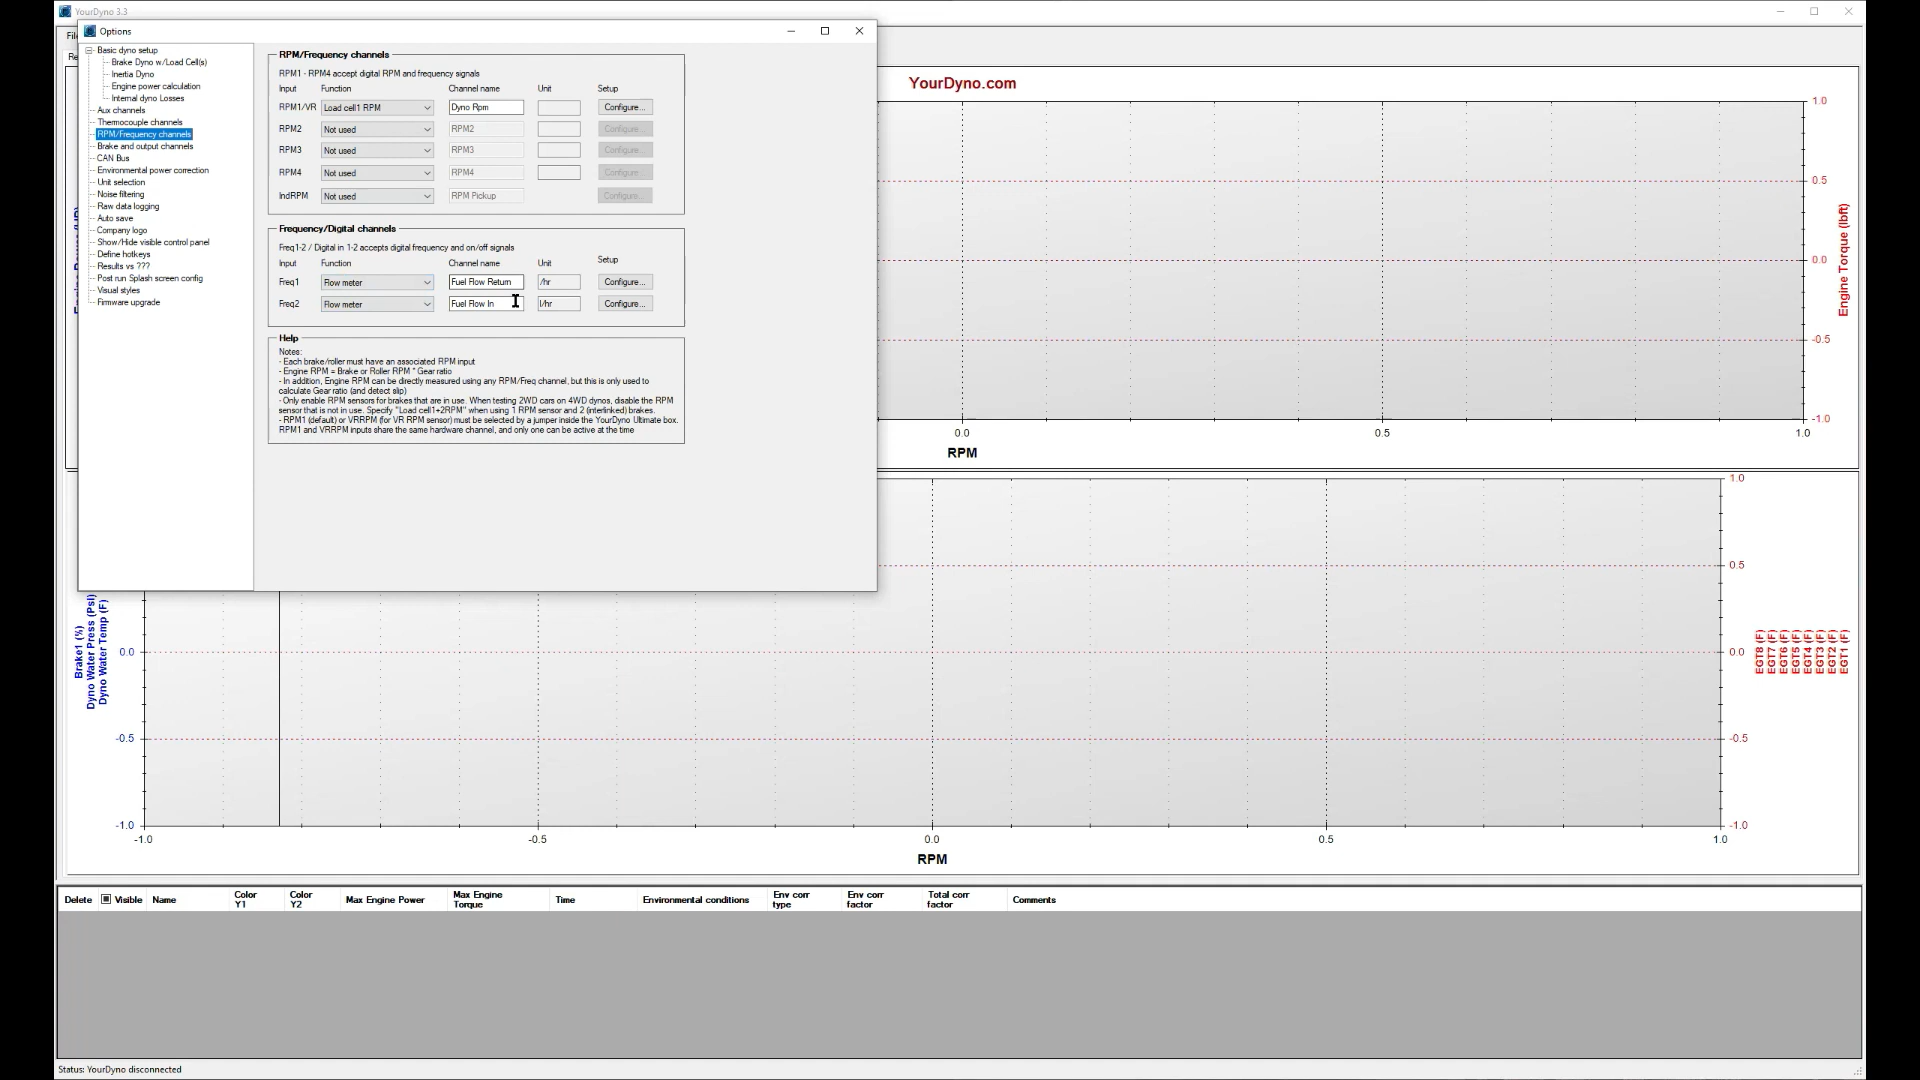 YourDyno 3.3
Options
Fil
Re
Basic dyno setup
Brake Dyno w/Load Cell(s)
Inertia Dyno
Engine power calculation
Internal dyno Losses
Aux channels
Thermocouple channels
RPM/Frequency channels
Brake and output channels
CAN Bus
Environmental power correction
Unit selection
Noise filtering
Raw data logging
Auto save
Company logo
Show/Hide visible control panel
Define hotkeys
Results vs ???
Post run Splash screen config
Visual styles
Firmware upgrade
RPM/Frequency channels
RPM1 - RPM4 accept digital RPM and frequency signals
Input Function Channel name Unit Setup
RPM1/VR Load cell1 RPM Dyno Rpm Configure...
RPM2 Not used RPM2 Configure...
RPM3 Not used RPM3 Configure...
RPM4 Not used RPM4 Configure...
IndRPM Not used RPM Pickup Configure...
Frequency/Digital channels
Freq1-2 / Digital in 1-2 accepts digital frequency and on/off signals
Input Function Channel name Unit Setup
Freq1 Flow meter Fuel Flow Return /hr Configure...
Freq2 Flow meter Fuel Flow In l/hr Configure...
Help
Notes:
- Each brake/roller must have an associated RPM input
- Engine RPM = Brake or Roller RPM * Gear ratio
- In addition, Engine RPM can be directly measured using any RPM/Freq channel, but this is only used to
calculate Gear ratio (and detect slip)
- Only enable RPM sensors for brakes that are in use. When testing 2WD cars on 4WD dynos, disable the RPM
sensor that is not in use. Specify "Load cell1+2RPM" when using 1 RPM sensor and 2 (interlinked) brakes.
- RPM1 (default) or VRRPM (for VR RPM sensor) must be selected by a jumper inside the YourDyno Ultimate box.
RPM1 and VRRPM inputs share the same hardware channel, and only one can be active at the time
YourDyno.com
1.0
0.5
0.0
-0.5
-1.0
Engine Torque (lbft)
0.0 0.5 1.0
RPM
1.0
0.5
0.0 0.0
-0.5 -0.5
-1.0 -1.0
Brake1 (%)
Dyno Water Press (Psi)
Dyno Water Temp (F)
EGT8 (F)
EGT7 (F)
EGT6 (F)
EGT5 (F)
EGT4 (F)
EGT3 (F)
EGT2 (F)
EGT1 (F)
-1.0 -0.5 0.0 0.5 1.0
RPM
Delete Visible Name Color Y1 Color Y2 Max Engine Power Max Engine Torque Time Environmental conditions Env corr type Env corr factor Total corr factor Comments
Status: YourDyno disconnected